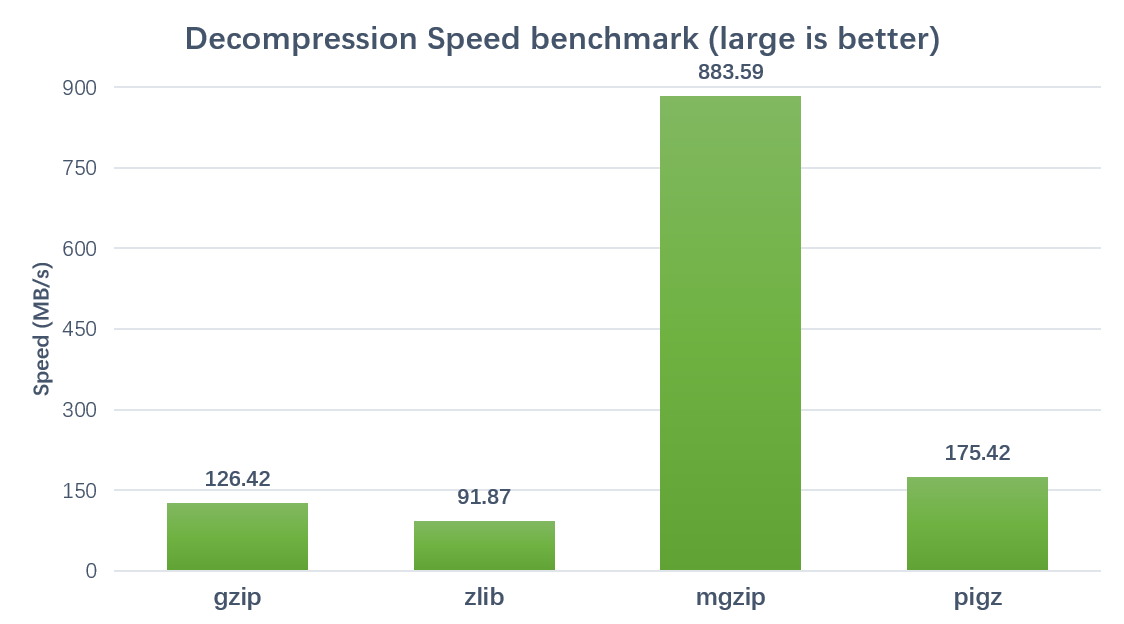 Decompression Speed benchmark (large is better)
883.59
900
750
600
450
300
150
0
Speed (MB/s)
126.42
91.87
175.42
gzip
zlib
mgzip
pigz